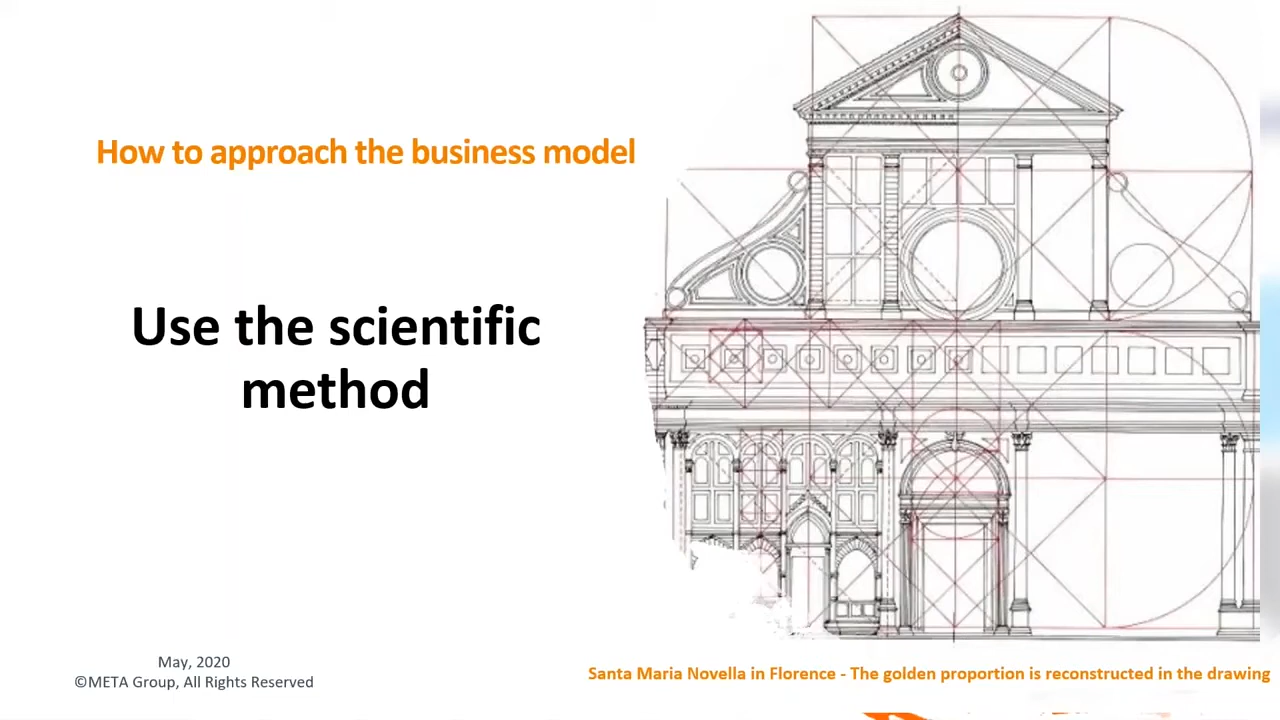 How to approach the business model
Use the scientific
method
May, 2020
©META Group, All Rights Reserved
Santa Maria Novella in Florence - The golden proportion is reconstructed in the drawing